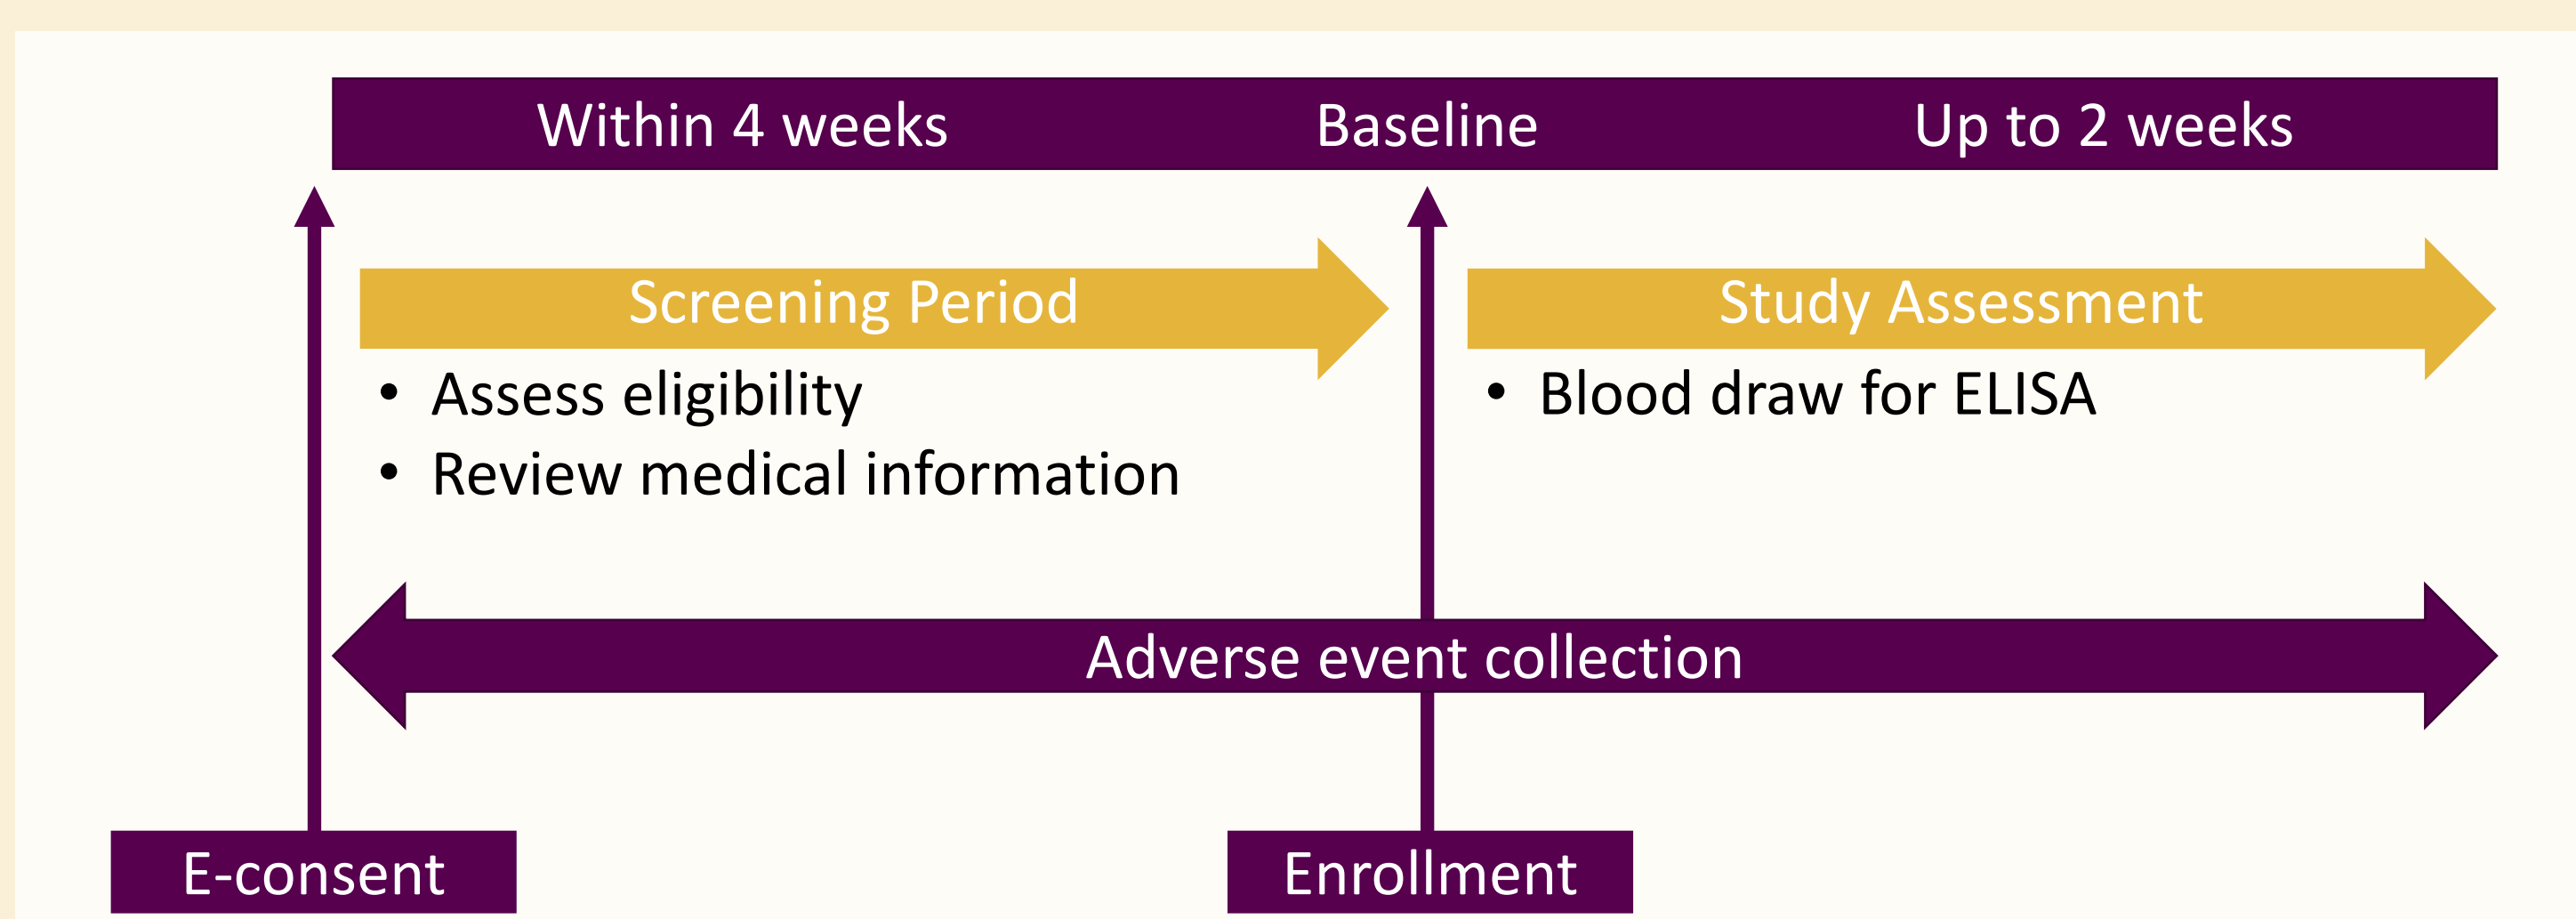 Within 4 weeks Baseline Up to 2 weeks
Screening Period
• Assess eligibility
• Review medical information
Study Assessment
• Blood draw for ELISA
Adverse event collection
E-consent
Enrollment